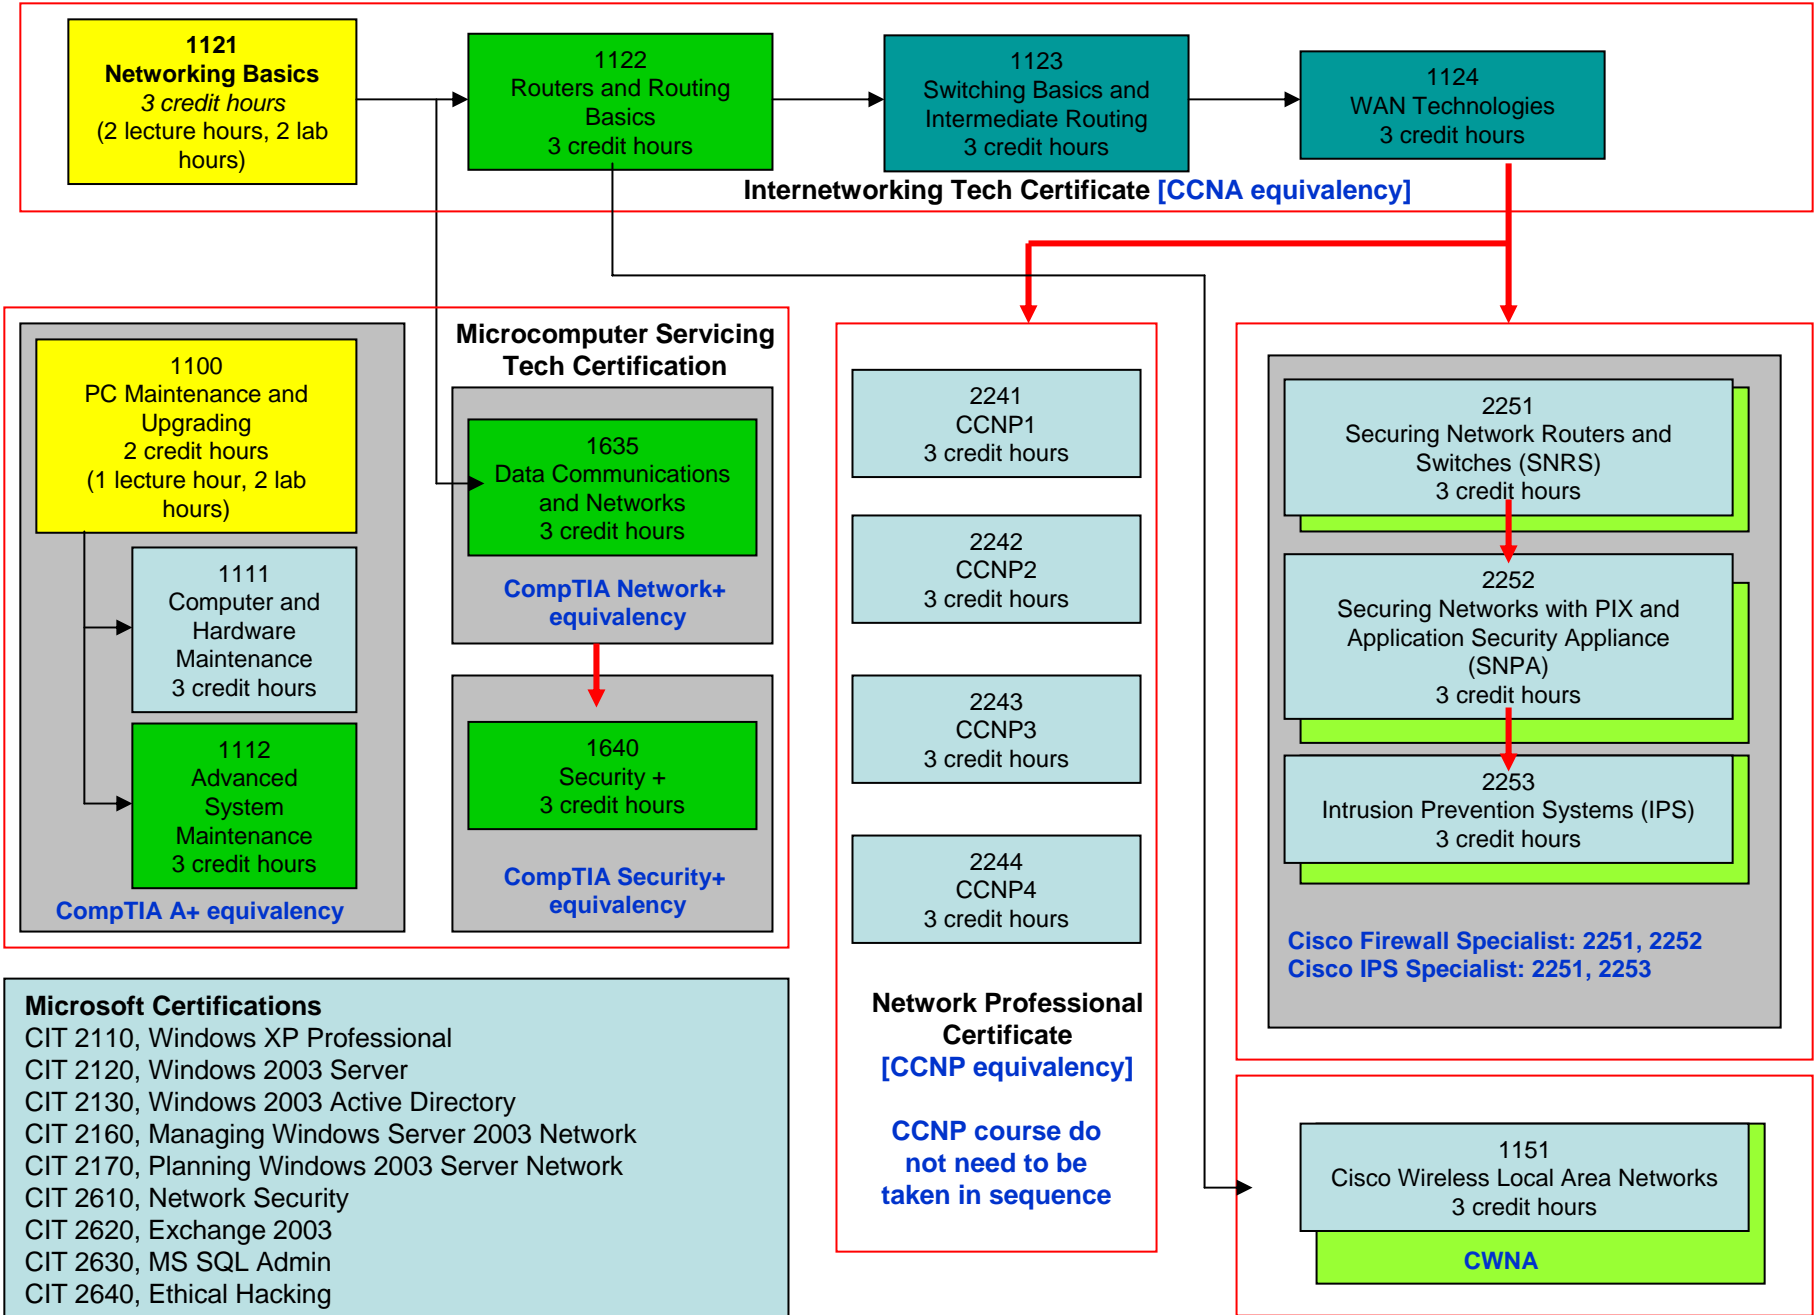 1121
Networking Basics
3 credit hours
(2 lecture hours, 2 lab
hours)
1122
Routers and Routing
Basics
3 credit hours
1123
Switching Basics and
Intermediate Routing
3 credit hours
1124
WAN Technologies
3 credit hours
Internetworking Tech Certificate [CCNA equivalency]
Microcomputer Servicing
Tech Certification
1100
PC Maintenance and
Upgrading
2 credit hours
(1 lecture hour, 2 lab
hours)
1111
Computer and
Hardware
Maintenance
3 credit hours
1112
Advanced
System
Maintenance
3 credit hours
CompTIA A+ equivalency
1635
Data Communications
and Networks
3 credit hours
CompTIA Network+
equivalency
1640
Security +
3 credit hours
CompTIA Security+
equivalency
2241
CCNP1
3 credit hours
2242
CCNP2
3 credit hours
2243
CCNP3
3 credit hours
2244
CCNP4
3 credit hours
Network Professional
Certificate
[CCNP equivalency]
CCNP course do
not need to be
taken in sequence
2251
Securing Network Routers and
Switches (SNRS)
3 credit hours
2252
Securing Networks with PIX and
Application Security Appliance
(SNPA)
3 credit hours
2253
Intrusion Prevention Systems (IPS)
3 credit hours
Cisco Firewall Specialist: 2251, 2252
Cisco IPS Specialist: 2251, 2253
1151
Cisco Wireless Local Area Networks
3 credit hours
CWNA
Microsoft Certifications
CIT 2110, Windows XP Professional
CIT 2120, Windows 2003 Server
CIT 2130, Windows 2003 Active Directory
CIT 2160, Managing Windows Server 2003 Network
CIT 2170, Planning Windows 2003 Server Network
CIT 2610, Network Security
CIT 2620, Exchange 2003
CIT 2630, MS SQL Admin
CIT 2640, Ethical Hacking